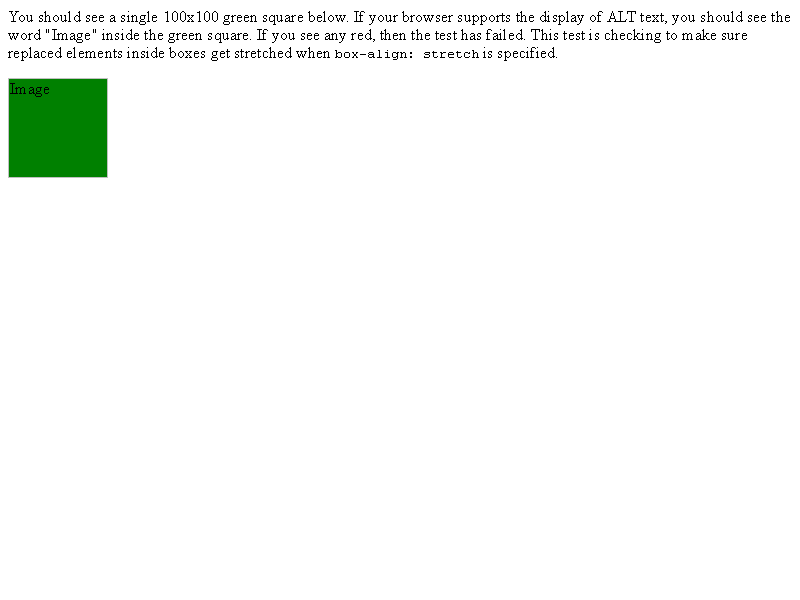 You should see a single 100x100 green square below. If your browser supports the display of ALT text, you should see the
word "Image" inside the green square. If you see any red, then the test has failed. This test is checking to make sure
replaced elements inside boxes get stretched when box-align: stretch is specified.
Image